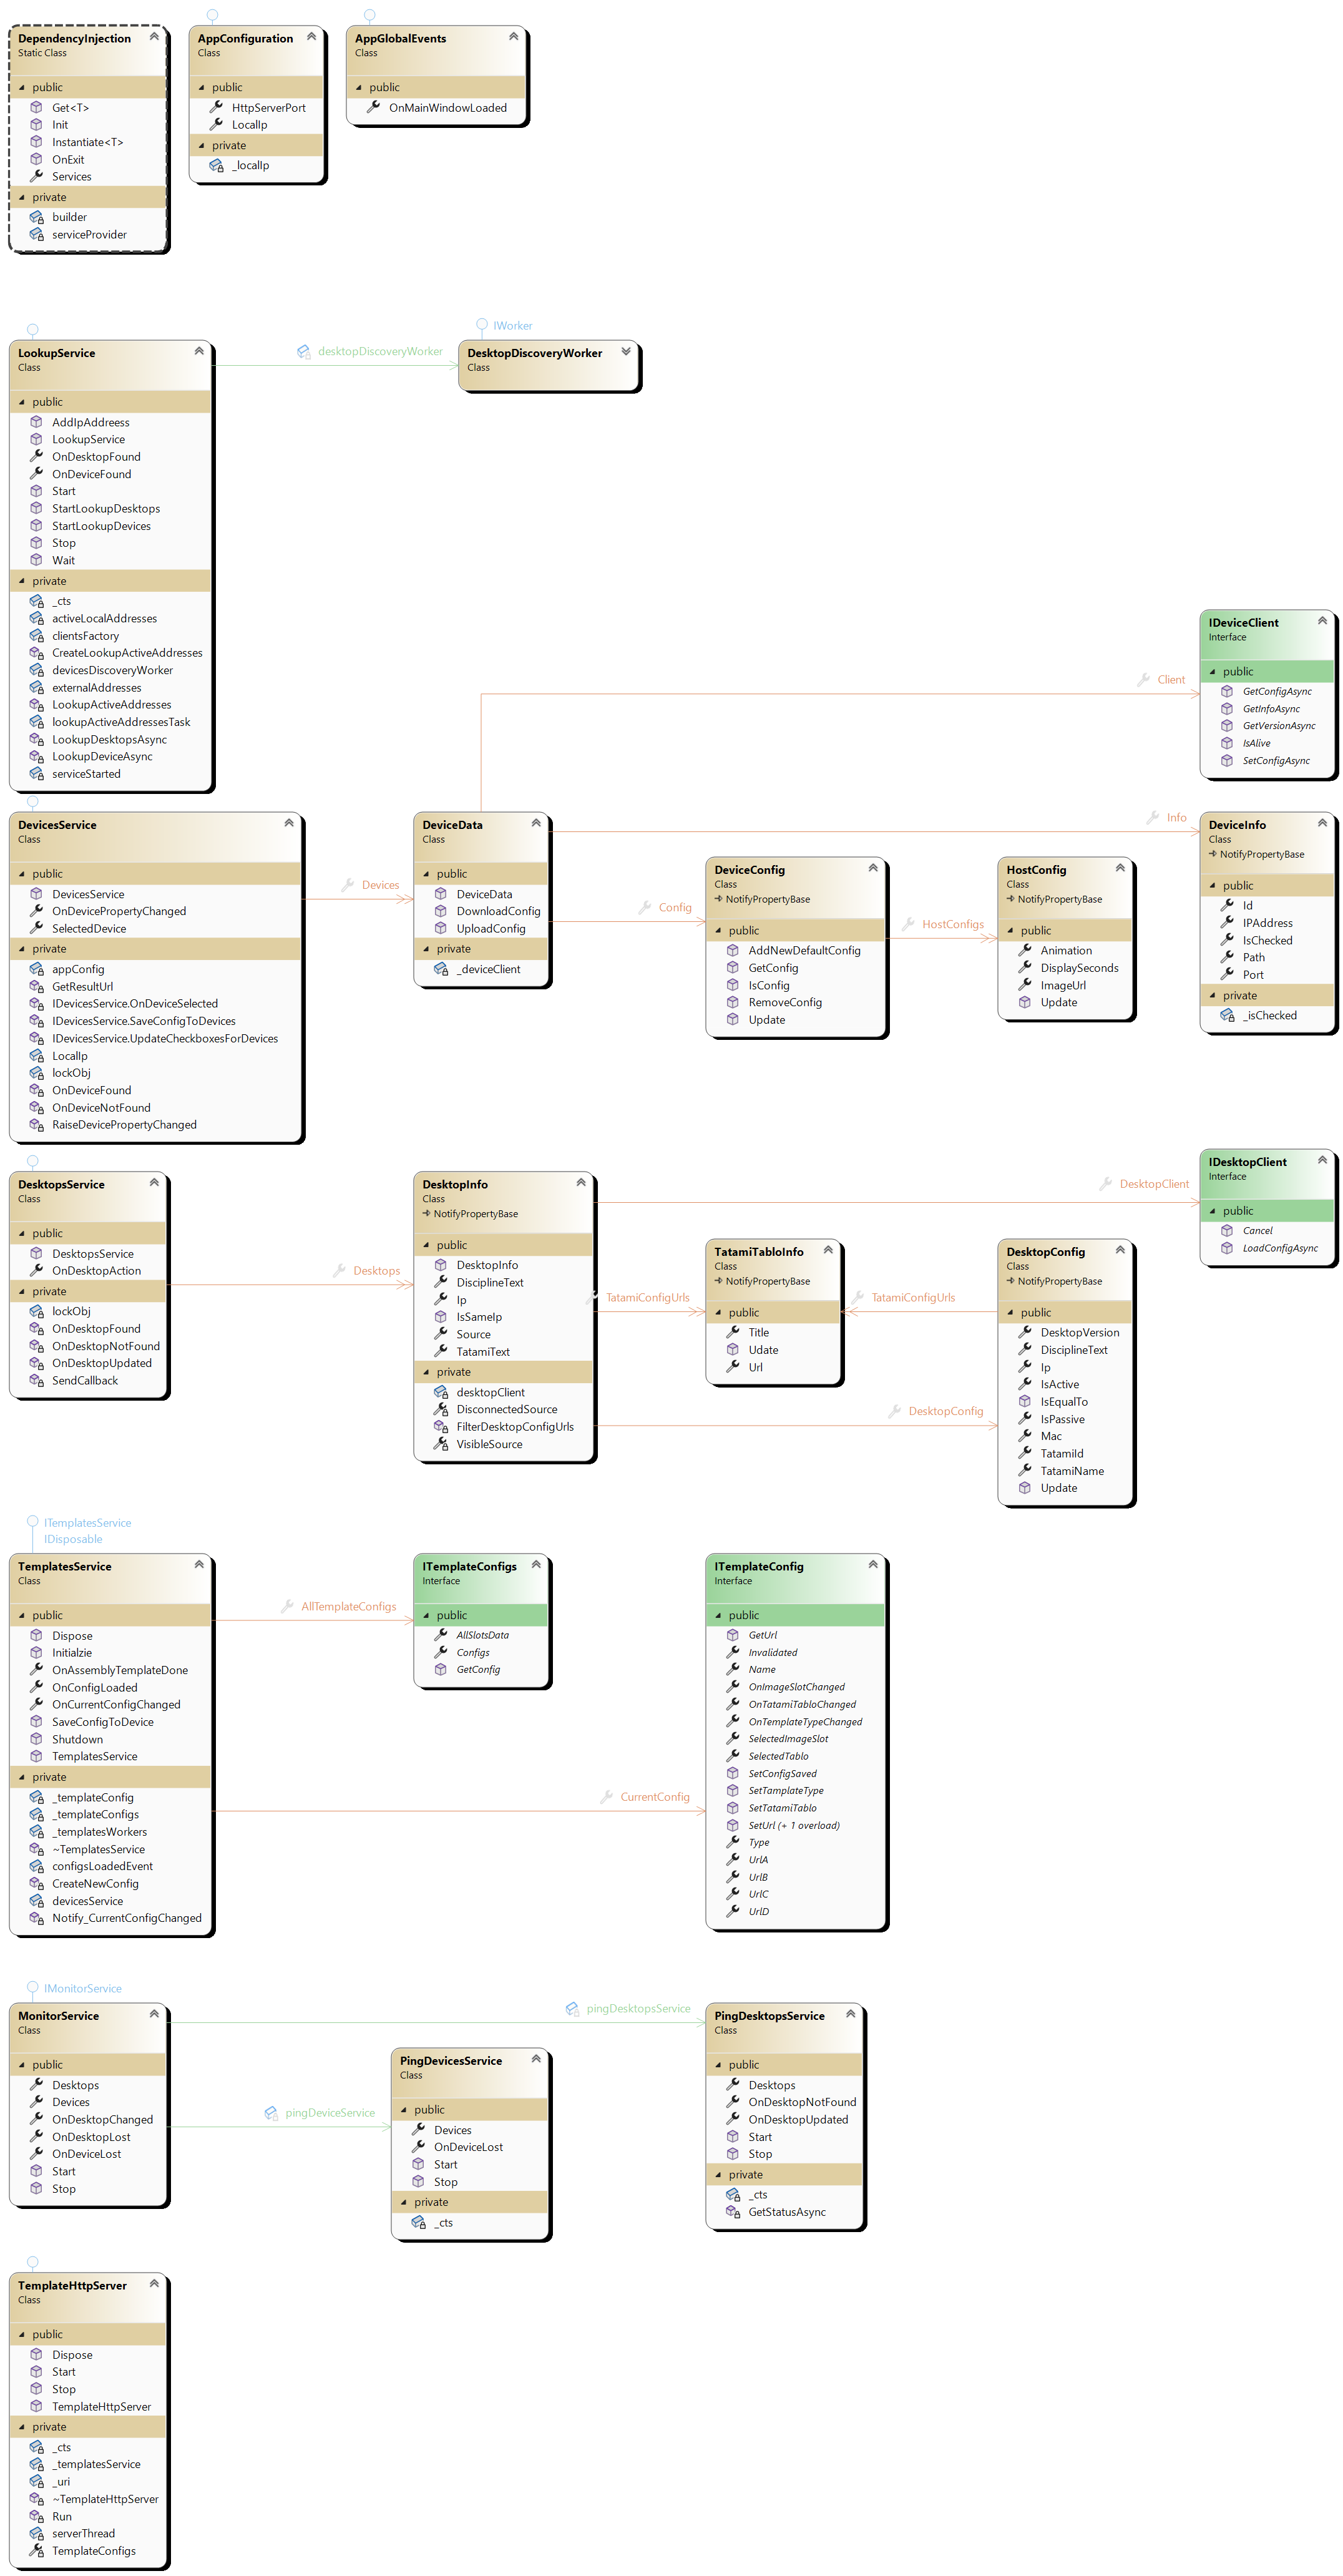 DependencyInjection
Static Class
public
Get<T>
Init
Instantiate<T>
OnExit
Services
private
builder
serviceProvider
AppConfiguration
Class
public
HttpServerPort
LocalIp
private
_localIp
AppGlobalEvents
Class
public
OnMainWindowLoaded
LookupService
Class
public
AddIpAddreess
LookupService
OnDesktopFound
OnDeviceFound
Start
StartLookupDesktops
StartLookupDevices
Stop
Wait
private
_cts
activeLocalAddresses
clientsFactory
CreateLookupActiveAddresses
devicesDiscoveryWorker
externalAddresses
LookupActiveAddresses
lookupActiveAddressesTask
LookupDesktopsAsync
LookupDeviceAsync
serviceStarted
desktopDiscoveryWorker
IWorker
DesktopDiscoveryWorker
Class
Client
IDeviceClient
Interface
public
GetConfigAsync
GetInfoAsync
GetVersionAsync
IsAlive
SetConfigAsync
DevicesService
Class
public
DevicesService
OnDevicePropertyChanged
SelectedDevice
private
appConfig
GetResultUrl
IDevicesService.OnDeviceSelected
IDevicesService.SaveConfigToDevices
IDevicesService.UpdateCheckboxesForDevices
LocalIp
lockObj
OnDeviceFound
OnDeviceNotFound
RaiseDevicePropertyChanged
Devices
DeviceData
Class
public
DeviceData
DownloadConfig
UploadConfig
private
_deviceClient
Info
Config
DeviceConfig
Class
NotifyPropertyBase
public
AddNewDefaultConfig
GetConfig
IsConfig
RemoveConfig
Update
HostConfigs
HostConfig
Class
NotifyPropertyBase
public
Animation
DisplaySeconds
ImageUrl
Update
DeviceInfo
Class
NotifyPropertyBase
public
Id
IPAddress
IsChecked
Path
Port
private
_isChecked
DesktopsService
Class
public
DesktopsService
OnDesktopAction
private
lockObj
OnDesktopFound
OnDesktopNotFound
OnDesktopUpdated
SendCallback
Desktops
DesktopInfo
Class
NotifyPropertyBase
public
DesktopInfo
DisciplineText
Ip
IsSameIp
Source
TatamiText
private
desktopClient
DisconnectedSource
FilterDesktopConfigUrls
VisibleSource
DesktopClient
IDesktopClient
Interface
public
Cancel
LoadConfigAsync
TatamiConfigUrls
TatamiTabloInfo
Class
NotifyPropertyBase
public
Title
Udate
Url
TatamiConfigUrls
DesktopConfig
DesktopConfig
Class
NotifyPropertyBase
public
DesktopVersion
DisciplineText
Ip
IsActive
IsEqualTo
IsPassive
Mac
TatamiId
TatamiName
Update
ITemplatesService
IDisposable
TemplatesService
Class
public
Dispose
Initialzie
OnAssemblyTemplateDone
OnConfigLoaded
OnCurrentConfigChanged
SaveConfigToDevice
Shutdown
TemplatesService
private
_templateConfig
_templateConfigs
_templatesWorkers
~TemplatesService
configsLoadedEvent
CreateNewConfig
devicesService
Notify_CurrentConfigChanged
AllTemplateConfigs
ITemplateConfigs
Interface
public
AllSlotsData
Configs
GetConfig
CurrentConfig
ITemplateConfig
Interface
public
GetUrl
Invalidated
Name
OnImageSlotChanged
OnTatamiTabloChanged
OnTemplateTypeChanged
SelectedImageSlot
SelectedTablo
SetConfigSaved
SetTamplateType
SetTatamiTablo
SetUrl (+ 1 overload)
Type
UrlA
UrlB
UrlC
UrlD
IMonitorService
MonitorService
Class
public
Desktops
Devices
OnDesktopChanged
OnDesktopLost
OnDeviceLost
Start
Stop
pingDesktopsService
pingDeviceService
PingDevicesService
Class
public
Devices
OnDeviceLost
Start
Stop
private
_cts
PingDesktopsService
Class
public
Desktops
OnDesktopNotFound
OnDesktopUpdated
Start
Stop
private
_cts
GetStatusAsync
TemplateHttpServer
Class
public
Dispose
Start
Stop
TemplateHttpServer
private
_cts
_templatesService
_uri
~TemplateHttpServer
Run
serverThread
TemplateConfigs